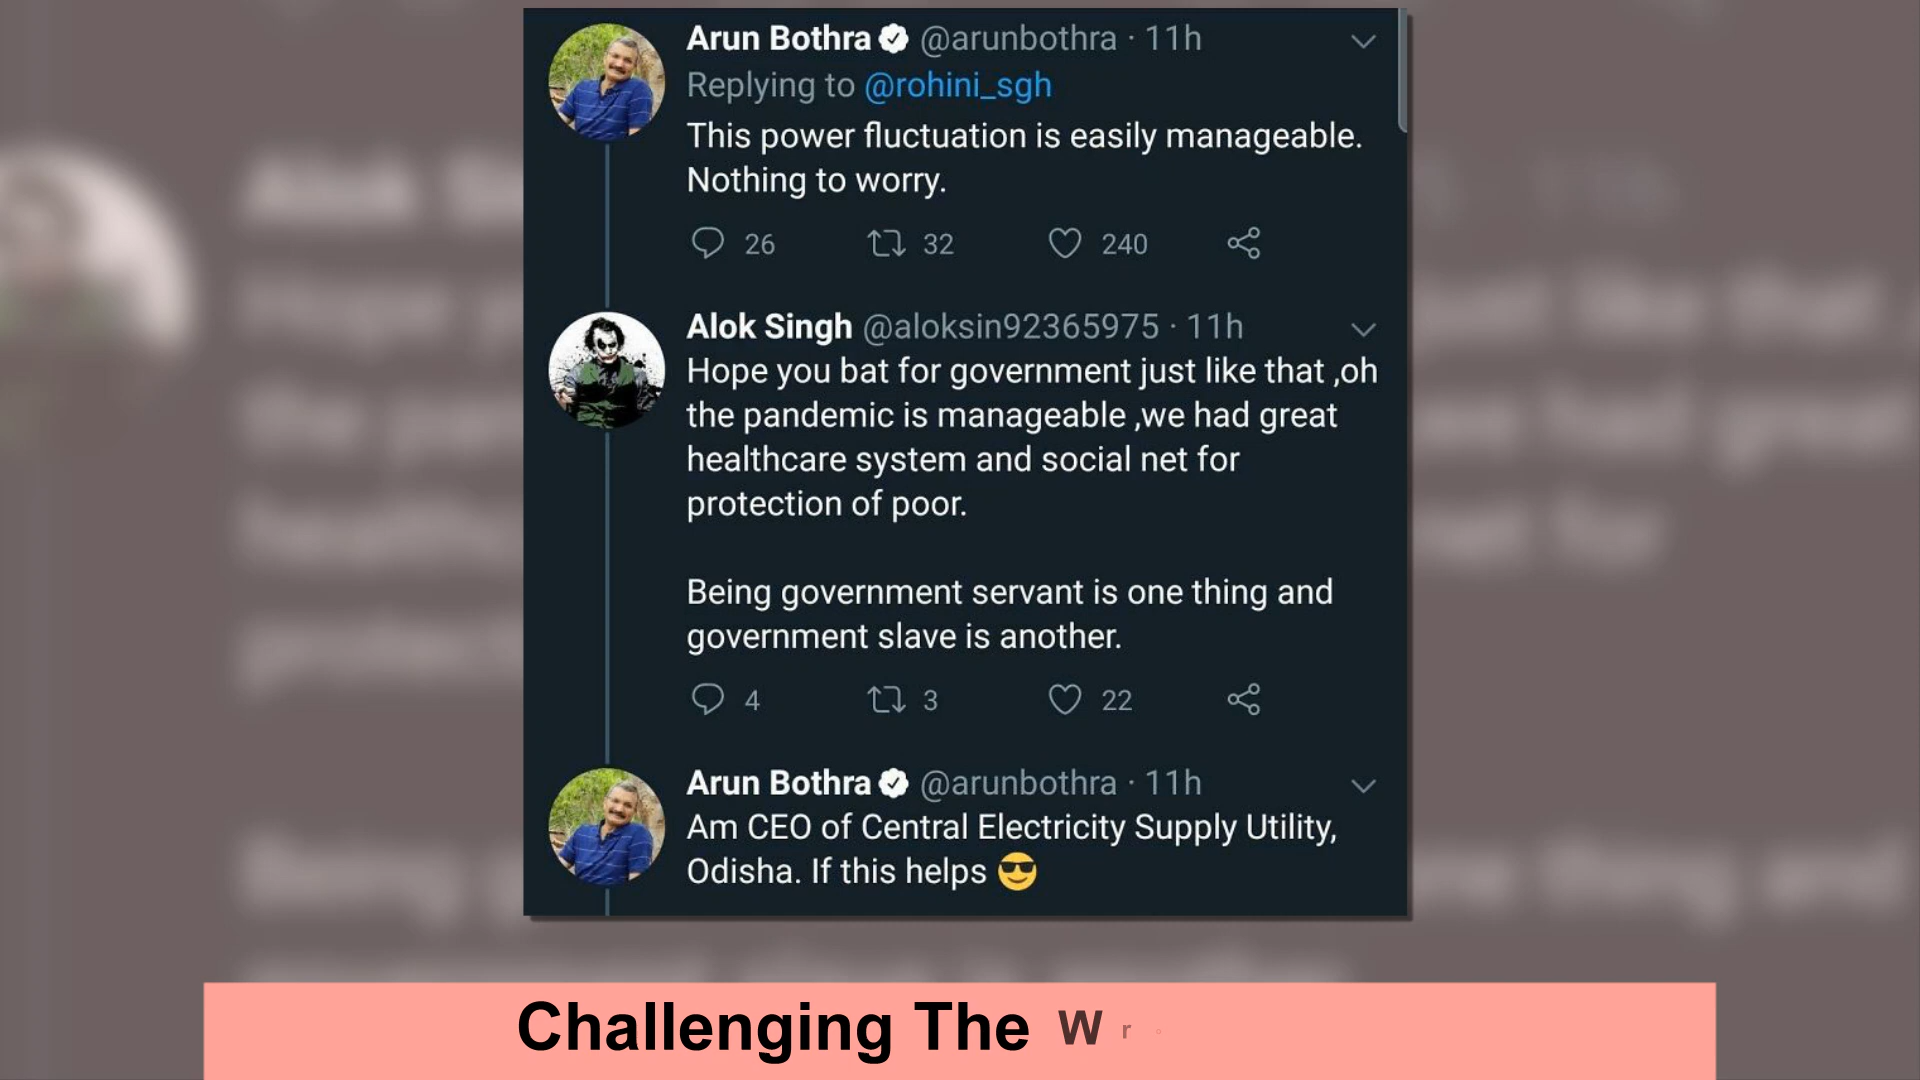 Arun Bothra @arunbothra · 11h
Replying to @rohini_sgh
This power fluctuation is easily manageable.
Nothing to worry.
26 32 240
Alok Singh @aloksin92365975 · 11h
Hope you bat for government just like that ,oh
the pandemic is manageable ,we had great
healthcare system and social net for
protection of poor.
Being government servant is one thing and
government slave is another.
4 3 22
Arun Bothra @arunbothra · 11h
Am CEO of Central Electricity Supply Utility,
Odisha. If this helps 😎
Challenging The Wr